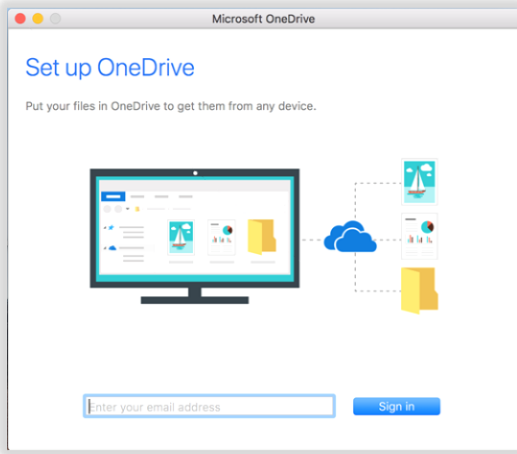 Microsoft OneDrive
Set up OneDrive
Put your files in OneDrive to get them from any device.
Enter your email address
Sign in